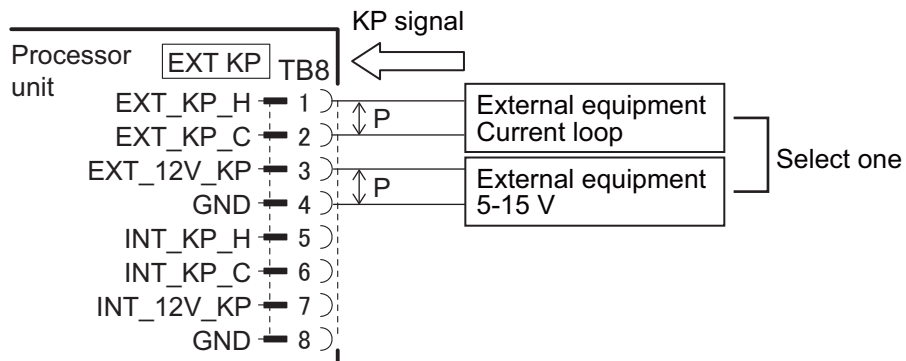 KP signal
Processor
unit
EXT KP TB8
EXT_KP_H 1
EXT_KP_C 2
EXT_12V_KP 3
GND 4
INT_KP_H 5
INT_KP_C 6
INT_12V_KP 7
GND 8
P
P
External equipment
Current loop
External equipment
5-15 V
Select one